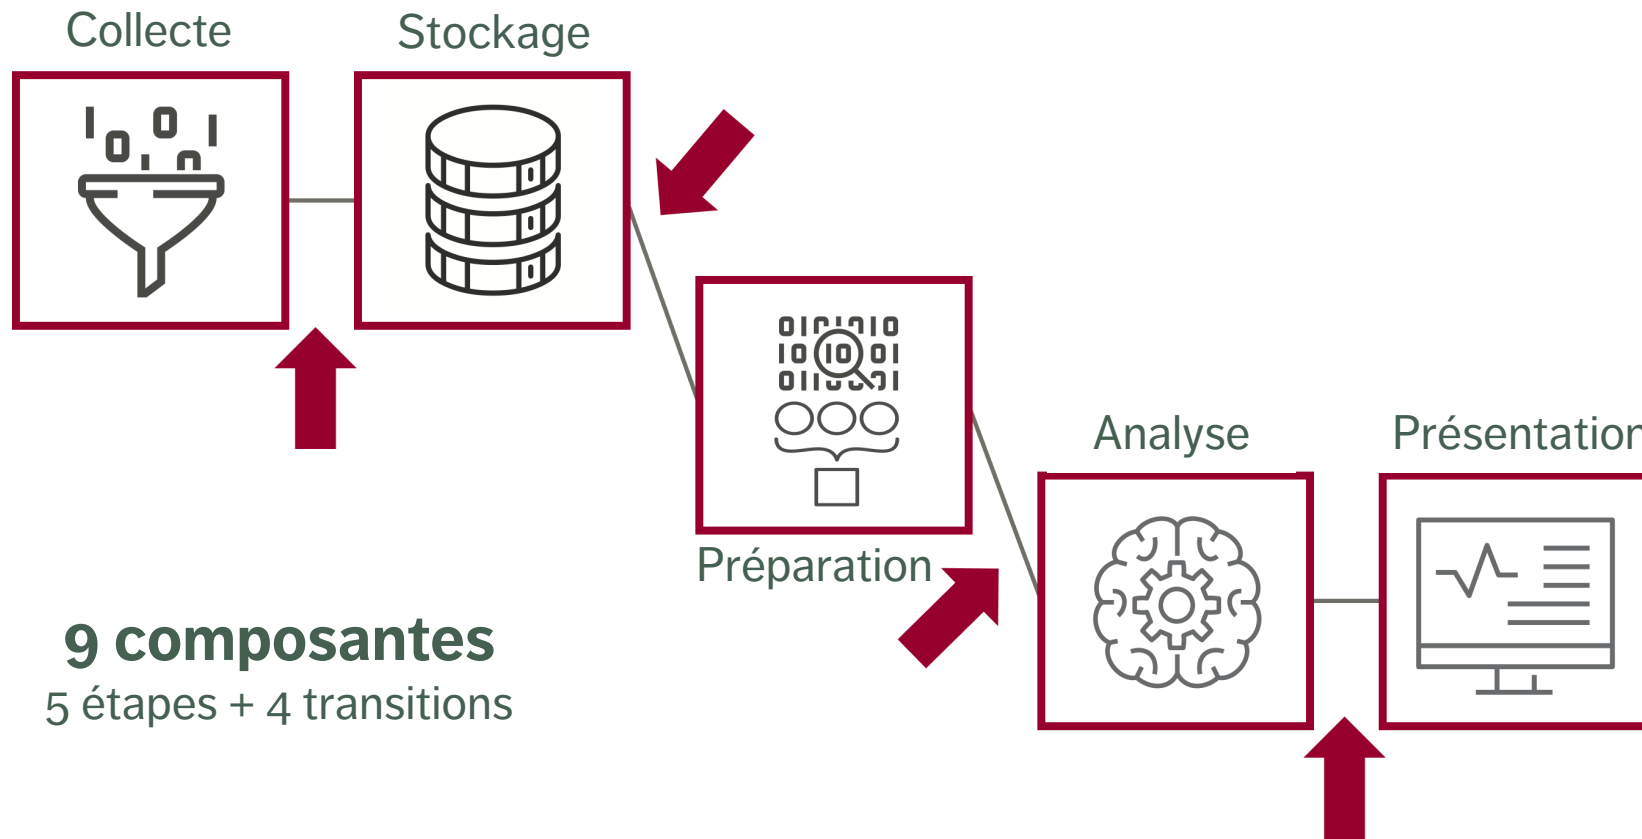 Collecte
Stockage
Préparation
Analyse
Présentation
9 composantes
5 étapes + 4 transitions